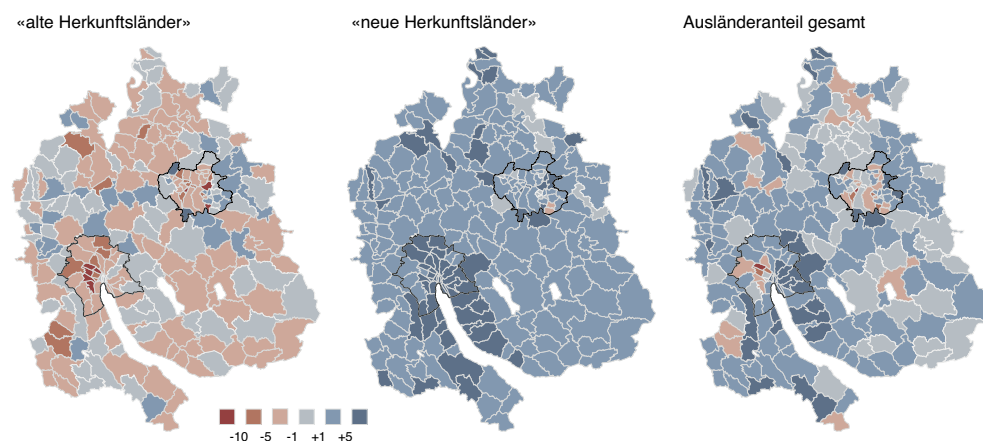 «alte Herkunftsländer»
«neue Herkunftsländer»
Ausländeranteil gesamt
-10 -5 -1 +1 +5